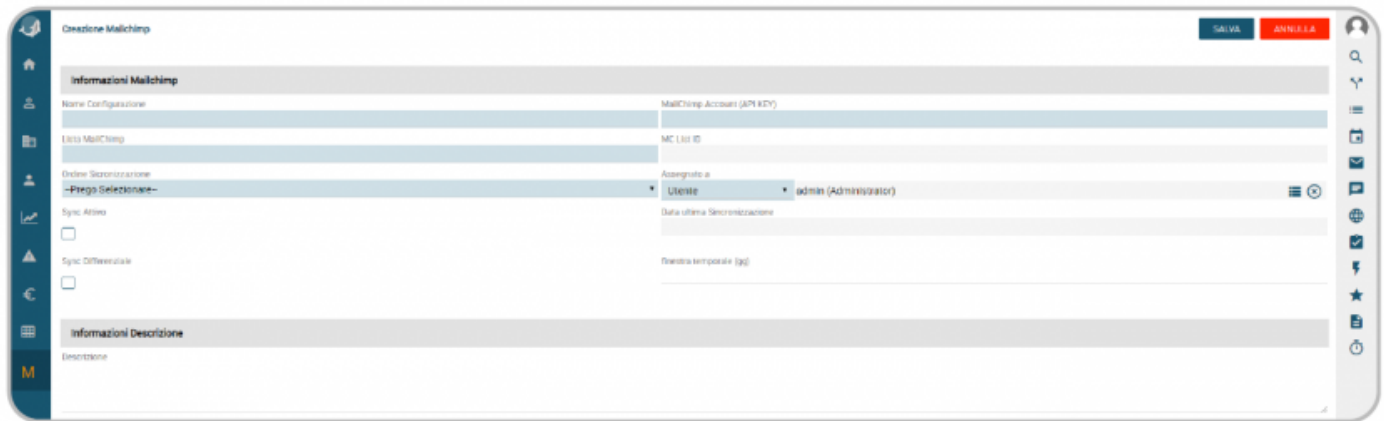 Creazione Mailchimp
SALVA
ANNULLA
Informazioni Mailchimp
Nome Configurazione
MailChimp Account (API KEY)
Lista MailChimp
MC List ID
Ordine Sicronizzazione
Assegnato a
--Prego Selezionare--
Utente
admin (Administrator)
Sync Attivo
Data ultima Sincronizzazione
Sync Differenziale
finestra temporale (gg)
Informazioni Descrizione
Descrizione
M